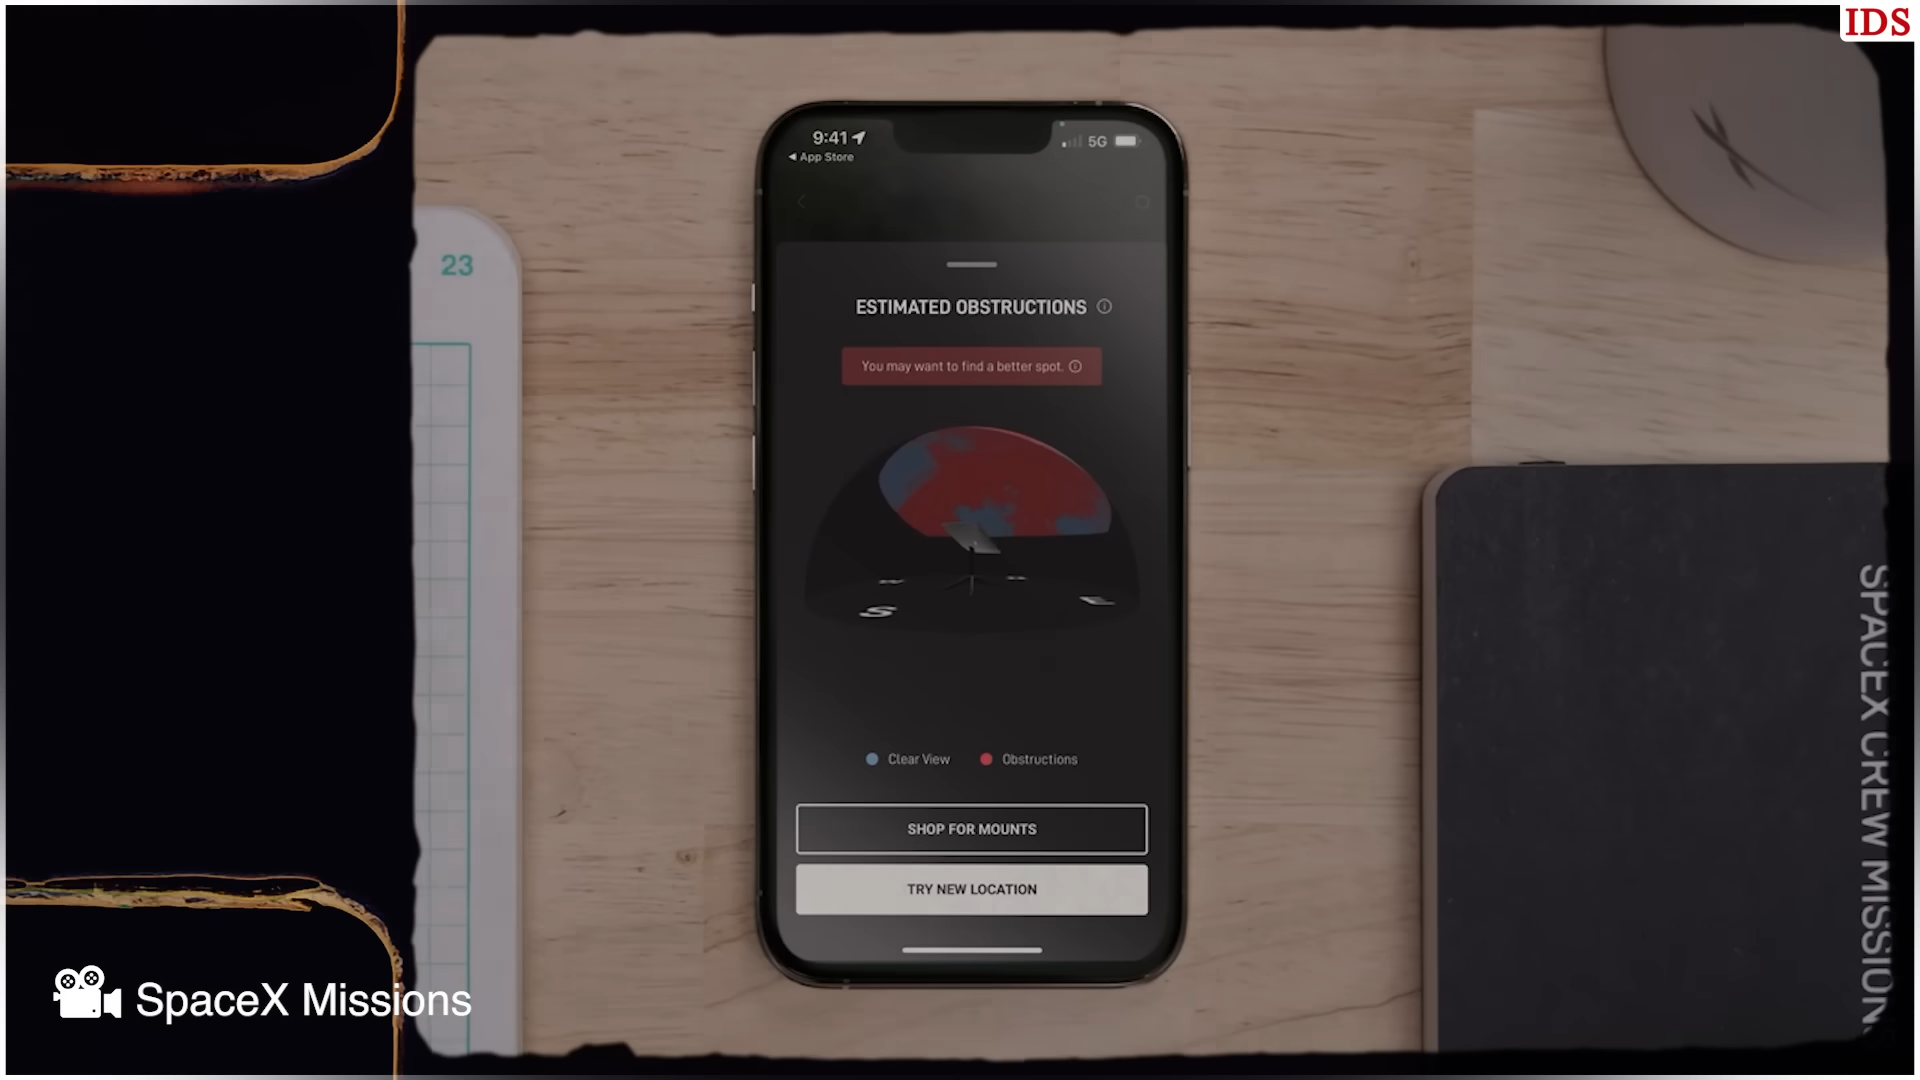 IDS
9:41
5G
App Store
23
ESTIMATED OBSTRUCTIONS
You may want to find a better spot.
S
Clear View
Obstructions
SHOP FOR MOUNTS
TRY NEW LOCATION
SPACEX CREW MISSION
SpaceX Missions